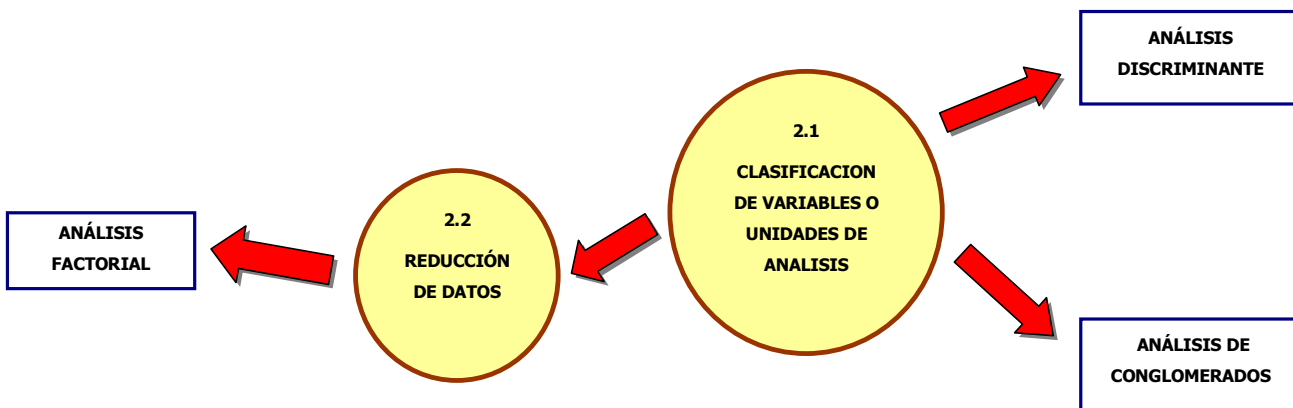 ANÁLISIS
DISCRIMINANTE
2.1
CLASIFICACION
DE VARIABLES O
UNIDADES DE
ANALISIS
2.2
REDUCCIÓN
DE DATOS
ANÁLISIS
FACTORIAL
ANÁLISIS DE
CONGLOMERADOS